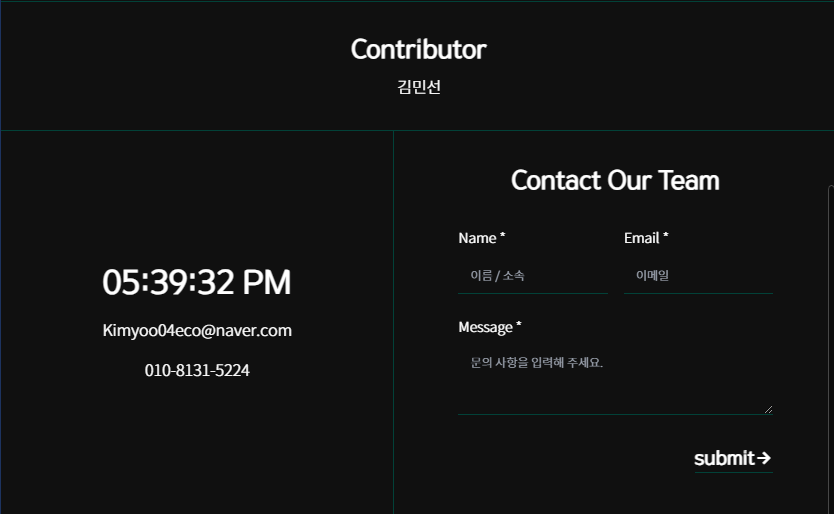 Contributor
김민선
05:39:32 PM
Kimyoo04eco@naver.com
010-8131-5224
Contact Our Team
Name * Email *
이름 / 소속 이메일
Message *
문의 사항을 입력해 주세요.
submit→